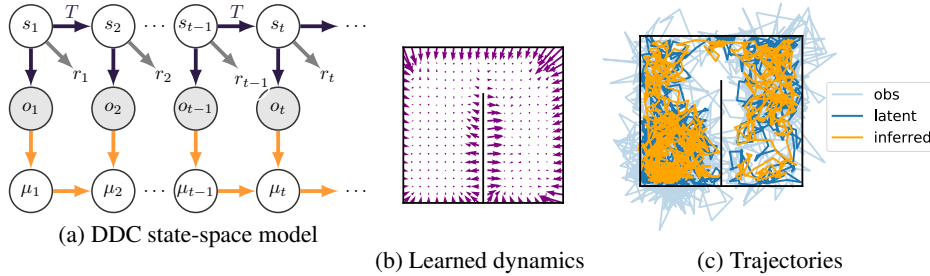 s₁ T s₂ ⋯ sₜ₋₁ T sₜ ⋯
r₁ r₂ rₜ₋₁ rₜ
o₁ o₂ oₜ₋₁ oₜ
μ₁ μ₂ ⋯ μₜ₋₁ μₜ ⋯
(a) DDC state-space model
(b) Learned dynamics
obs
latent
inferred
(c) Trajectories